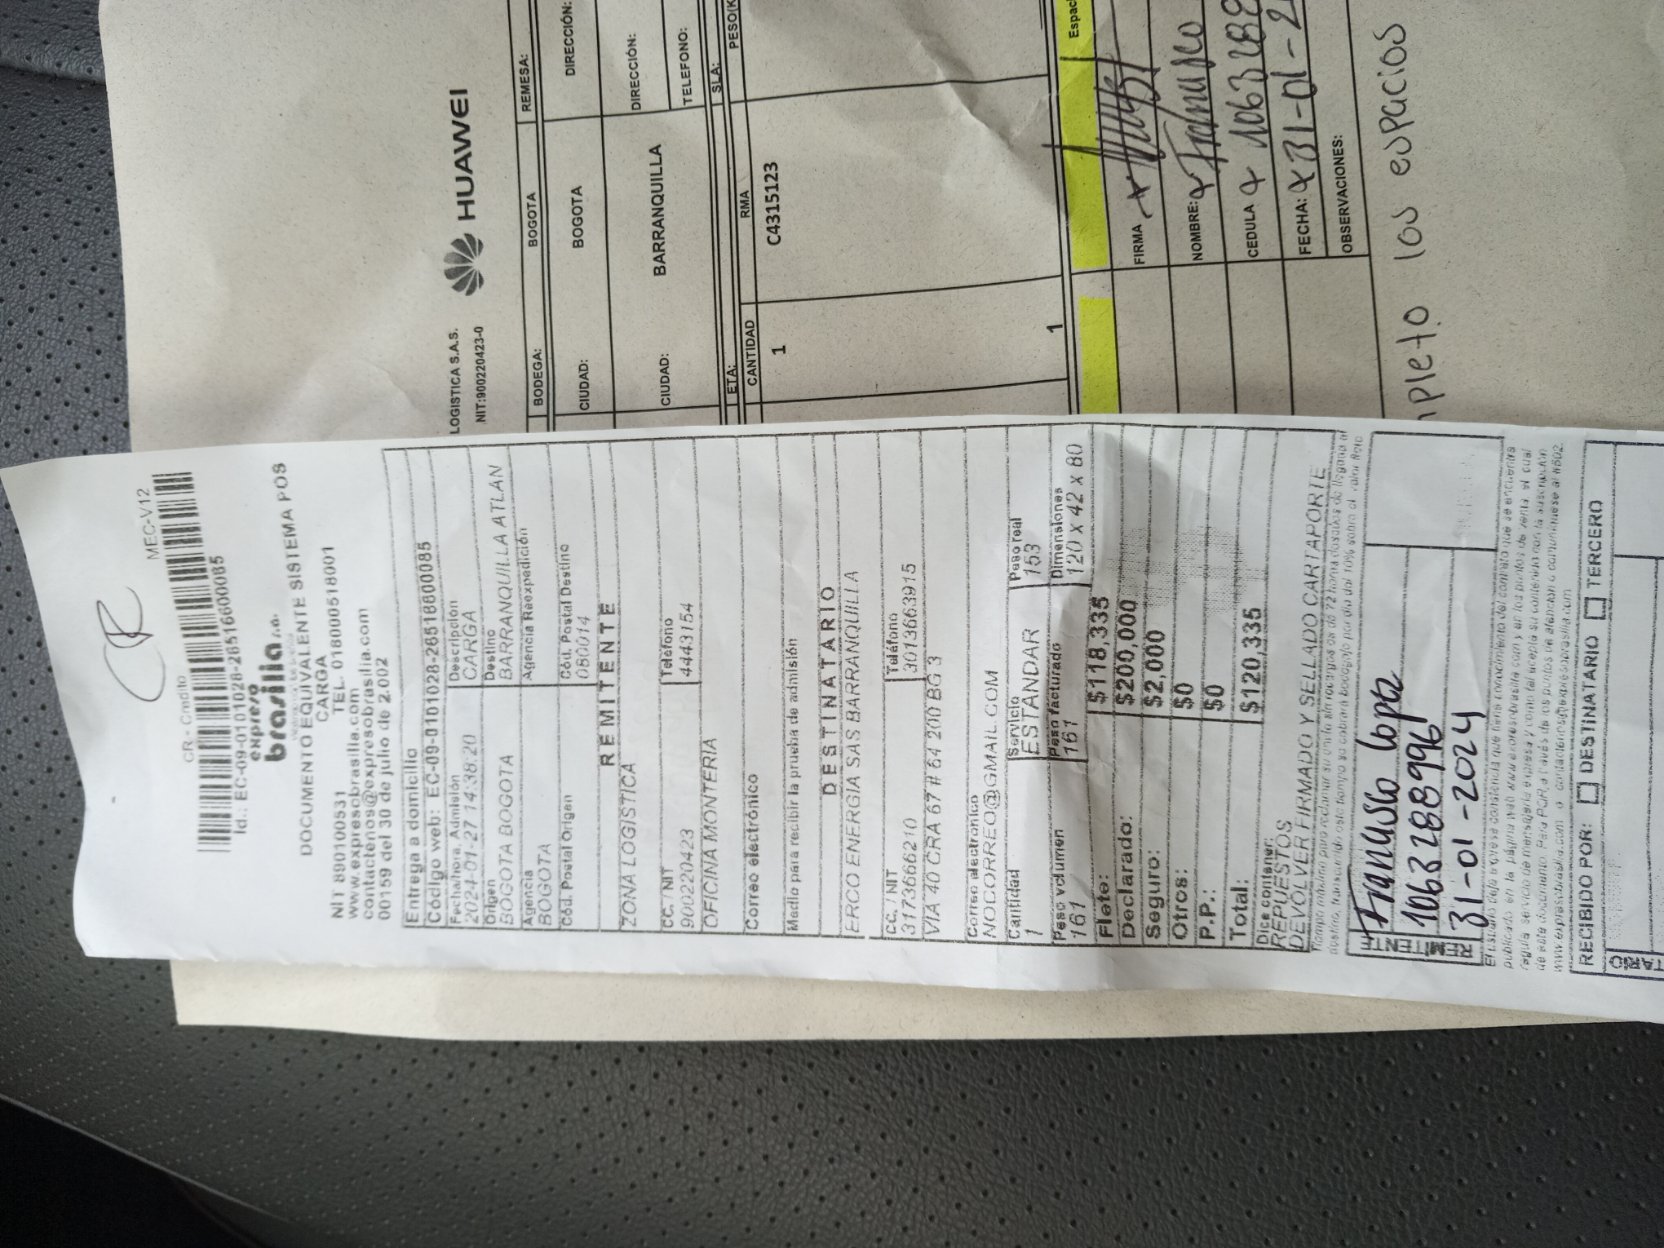 CR
MEC-V12
CR - Crédito
Id.: EC-09-0101028-28516600085
expreso
brasilia s.a.
DOCUMENTO EQUIVALENTE SISTEMA POS
CARGA
NIT 890100531 TEL. 018000518001
www.expresobrasilia.com
contactenos@expresobrasilia.com
00159 del 30 de julio de 2.002
Entrega a domicilio
Código web: EC-09-0101028-28518800085
Fecha/hora. Admisión Descripción
2024-01-27 14:38:20 CARGA
Origen Destino
BOGOTA BOGOTA BARRANQUILLA ATLAN
Agencia Agencia Reexpedición
BOGOTA
Cód. Postal Origen Cód. Postal Destino
080014
REMITENTE
ZONA LOGISTICA
CC. / NIT Teléfono
900220423 4443154
OFICINA MONTERIA
Correo electrónico
Medio para recibir la prueba de admisión
DESTINATARIO
ERCO ENERGIA SAS BARRANQUILLA
CC. / NIT Teléfono
3173666210 3013663915
VIA 40 CRA 67 # 64 200 BG 3
Correo electrónico
NOCORREO@GMAIL.COM
Cantidad Servicio Peso real
1 ESTANDAR 153
Peso volumen Peso facturado Dimensiones
161 161 120 x 42 x 80
Flete: $118,335
Declarado: $200,000
Seguro: $2,000
Otros: $0
P.P.: $0
Total: $120,335
Dice contener:
REPUESTOS
DEVOLVER FIRMADO Y SELLADO CARTAPORTE
REMITENTE
Francisco Lopez
1063288996
31-01-2024
RECIBIDO POR: DESTINATARIO TERCERO
LOGISTICA S.A.S. HUAWEI
NIT:900220423-0
BODEGA: BOGOTA REMESA:
CIUDAD: BOGOTA DIRECCIÓN:
CIUDAD: BARRANQUILLA DIRECCIÓN:
TELEFONO:
ETA: SLA:
CANTIDAD RMA
1 C4315123
1
FIRMA
NOMBRE: Francisco
CEDULA
FECHA: 31-01-2
OBSERVACIONES:
los espacios